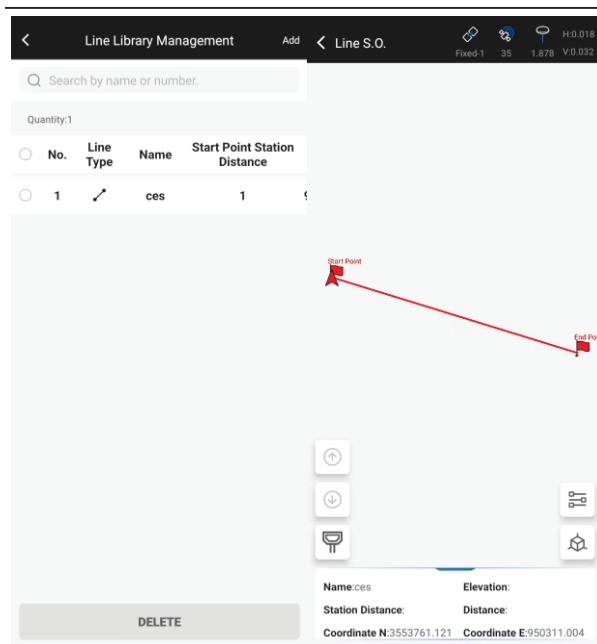 Line Library Management Add
Search by name or number.
Quantity:1
No. Line Type Name Start Point Station Distance
1 ces 1
DELETE
Line S.O.
Fixed-1 35 1.878 H:0.018 V:0.032
Start Point
End Po
Name:ces Elevation:
Station Distance: Distance:
Coordinate N:3553761.121 Coordinate E:950311.004